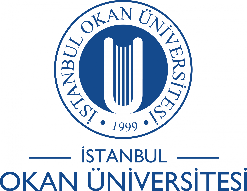 İSTANBUL OKAN ÜNİVERSİTESİ
• 1999 •
İSTANBUL
OKAN ÜNİVERSİTESİ